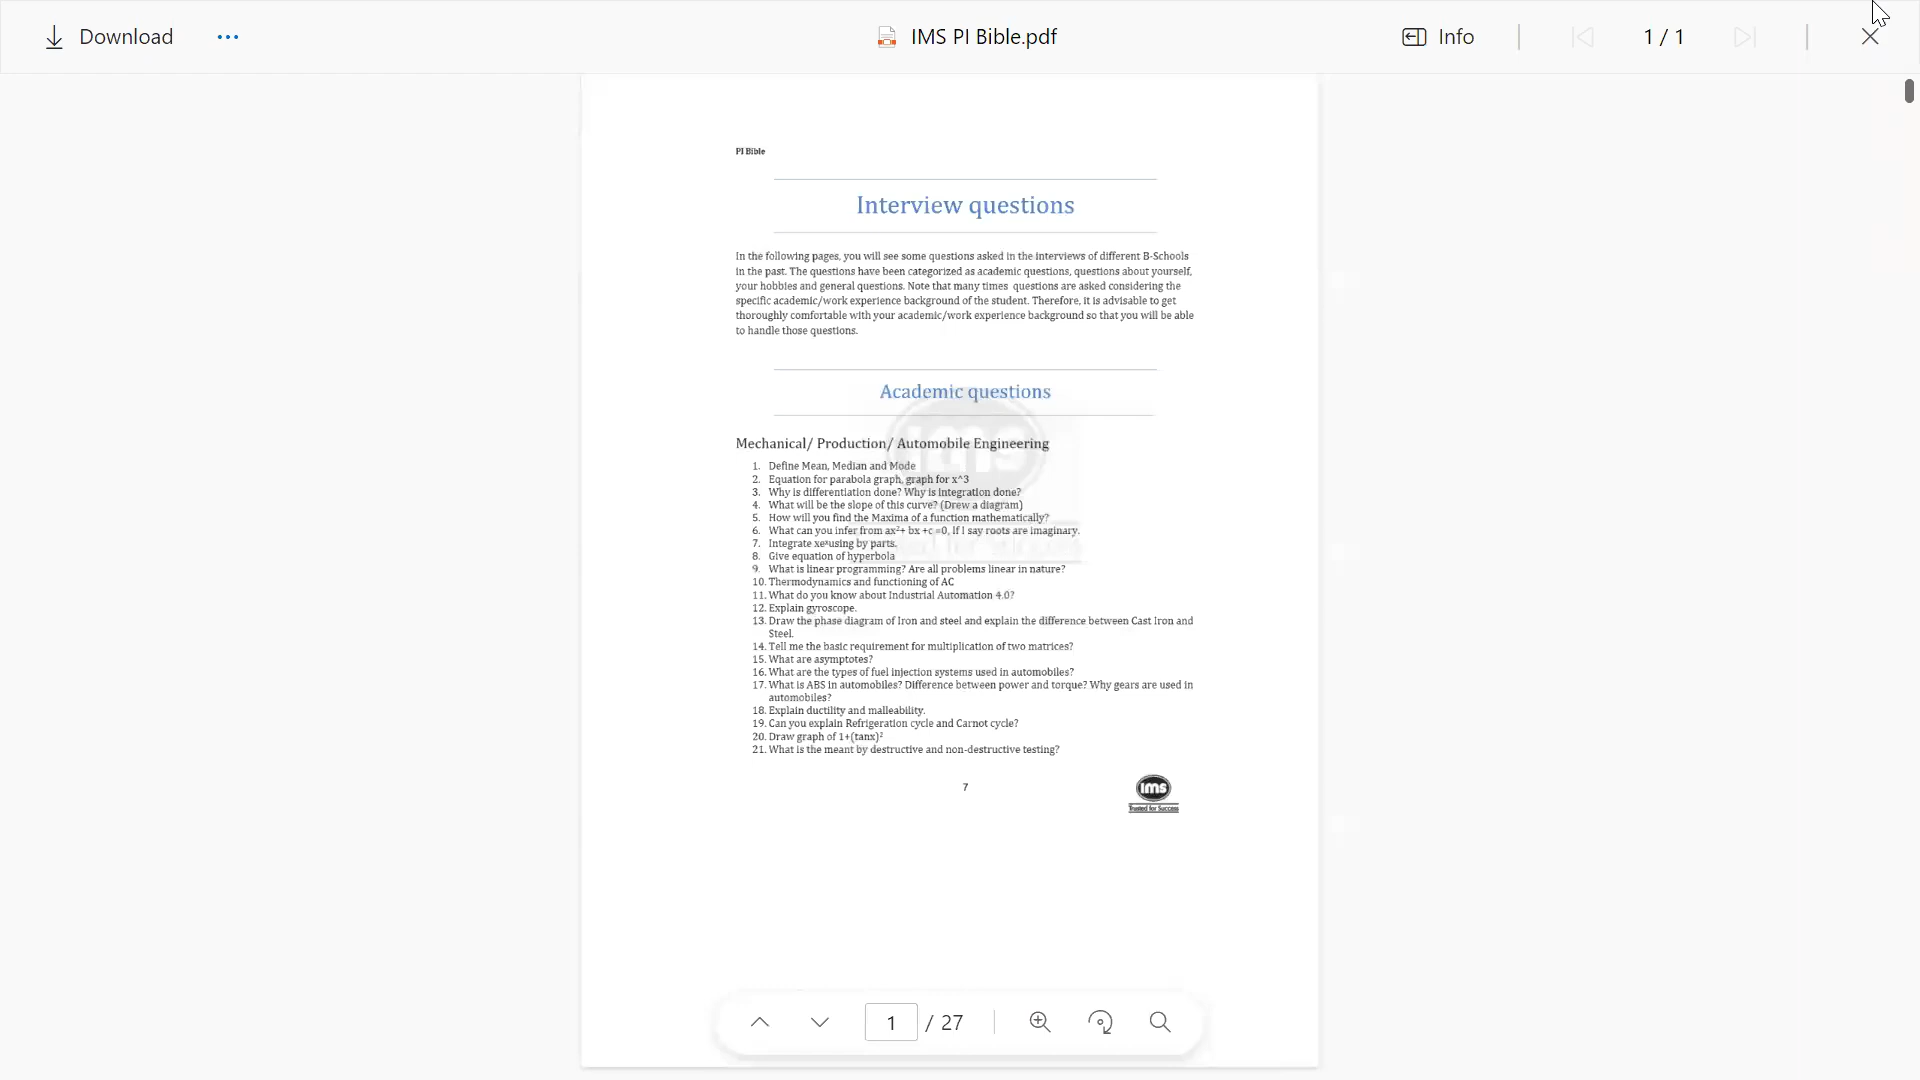 Download
IMS PI Bible.pdf
Info
1 / 1
PI Bible
Interview questions
In the following pages, you will see some questions asked in the interviews of different B-Schools
in the past. The questions have been categorized as academic questions, questions about yourself,
your hobbies and general questions. Note that many times questions are asked considering the
specific academic/work experience background of the student. Therefore, it is advisable to get
thoroughly comfortable with your academic/work experience background so that you will be able
to handle those questions.
Academic questions
Mechanical/ Production/ Automobile Engineering
1. Define Mean, Median and Mode
2. Equation for parabola graph, graph for x^3
3. Why is differentiation done? Why is integration done?
4. What will be the slope of this curve? (Drew a diagram)
5. How will you find the Maxima of a function mathematically?
6. What can you infer from ax²+ bx +c =0, If I say roots are imaginary.
7. Integrate xeˣusing by parts.
8. Give equation of hyperbola
9. What is linear programming? Are all problems linear in nature?
10. Thermodynamics and functioning of AC
11. What do you know about Industrial Automation 4.0?
12. Explain gyroscope.
13. Draw the phase diagram of Iron and steel and explain the difference between Cast Iron and
Steel.
14. Tell me the basic requirement for multiplication of two matrices?
15. What are asymptotes?
16. What are the types of fuel injection systems used in automobiles?
17. What is ABS in automobiles? Difference between power and torque? Why gears are used in
automobiles?
18. Explain ductility and malleability.
19. Can you explain Refrigeration cycle and Carnot cycle?
20. Draw graph of 1+(tanx)²
21. What is the meant by destructive and non-destructive testing?
7
ims
Trusted for Success
1 / 27